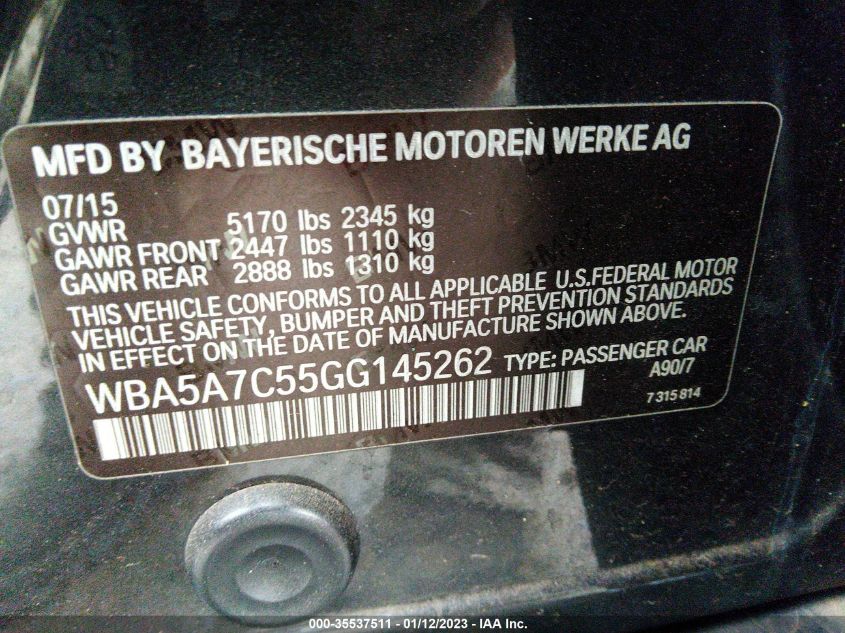 MFD BY BAYERISCHE MOTOREN WERKE AG
07/15
GVWR 5170 lbs 2345 kg
GAWR FRONT 2447 lbs 1110 kg
GAWR REAR 2888 lbs 1310 kg
THIS VEHICLE CONFORMS TO ALL APPLICABLE U.S.FEDERAL MOTOR
VEHICLE SAFETY, BUMPER AND THEFT PREVENTION STANDARDS
IN EFFECT ON THE DATE OF MANUFACTURE SHOWN ABOVE.
WBA5A7C55GG145262 TYPE: PASSENGER CAR
A90/7
7 315 814
000-35537511 - 01/12/2023 - IAA Inc.